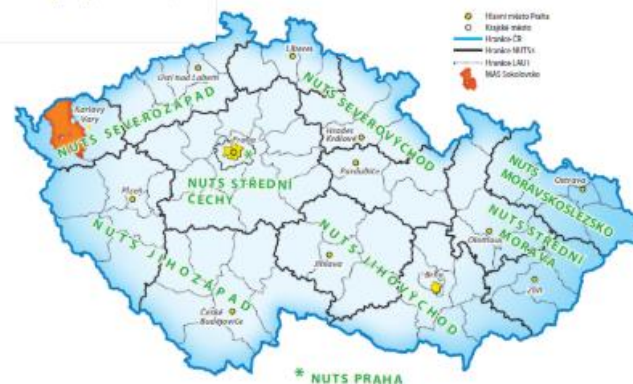 Hlavní město Praha
Krajské město
Hranice ČR
Hranice NUTS
Hranice LAU 1
MAS Sokolovsko
Liberec
Ústí nad Labem
Karlovy Vary
NUTS SEVEROZÁPAD
NUTS SEVEROVÝCHOD
Hradec Králové
Praha
*
Pardubice
NUTS STŘEDNÍ ČECHY
Plzeň
NUTS JIHOZÁPAD
České Budějovice
Jihlava
NUTS JIHOVÝCHOD
Brno
NUTS MORAVSKOSLEZSKO
Ostrava
NUTS STŘEDNÍ MORAVA
Olomouc
Zlín
* NUTS PRAHA